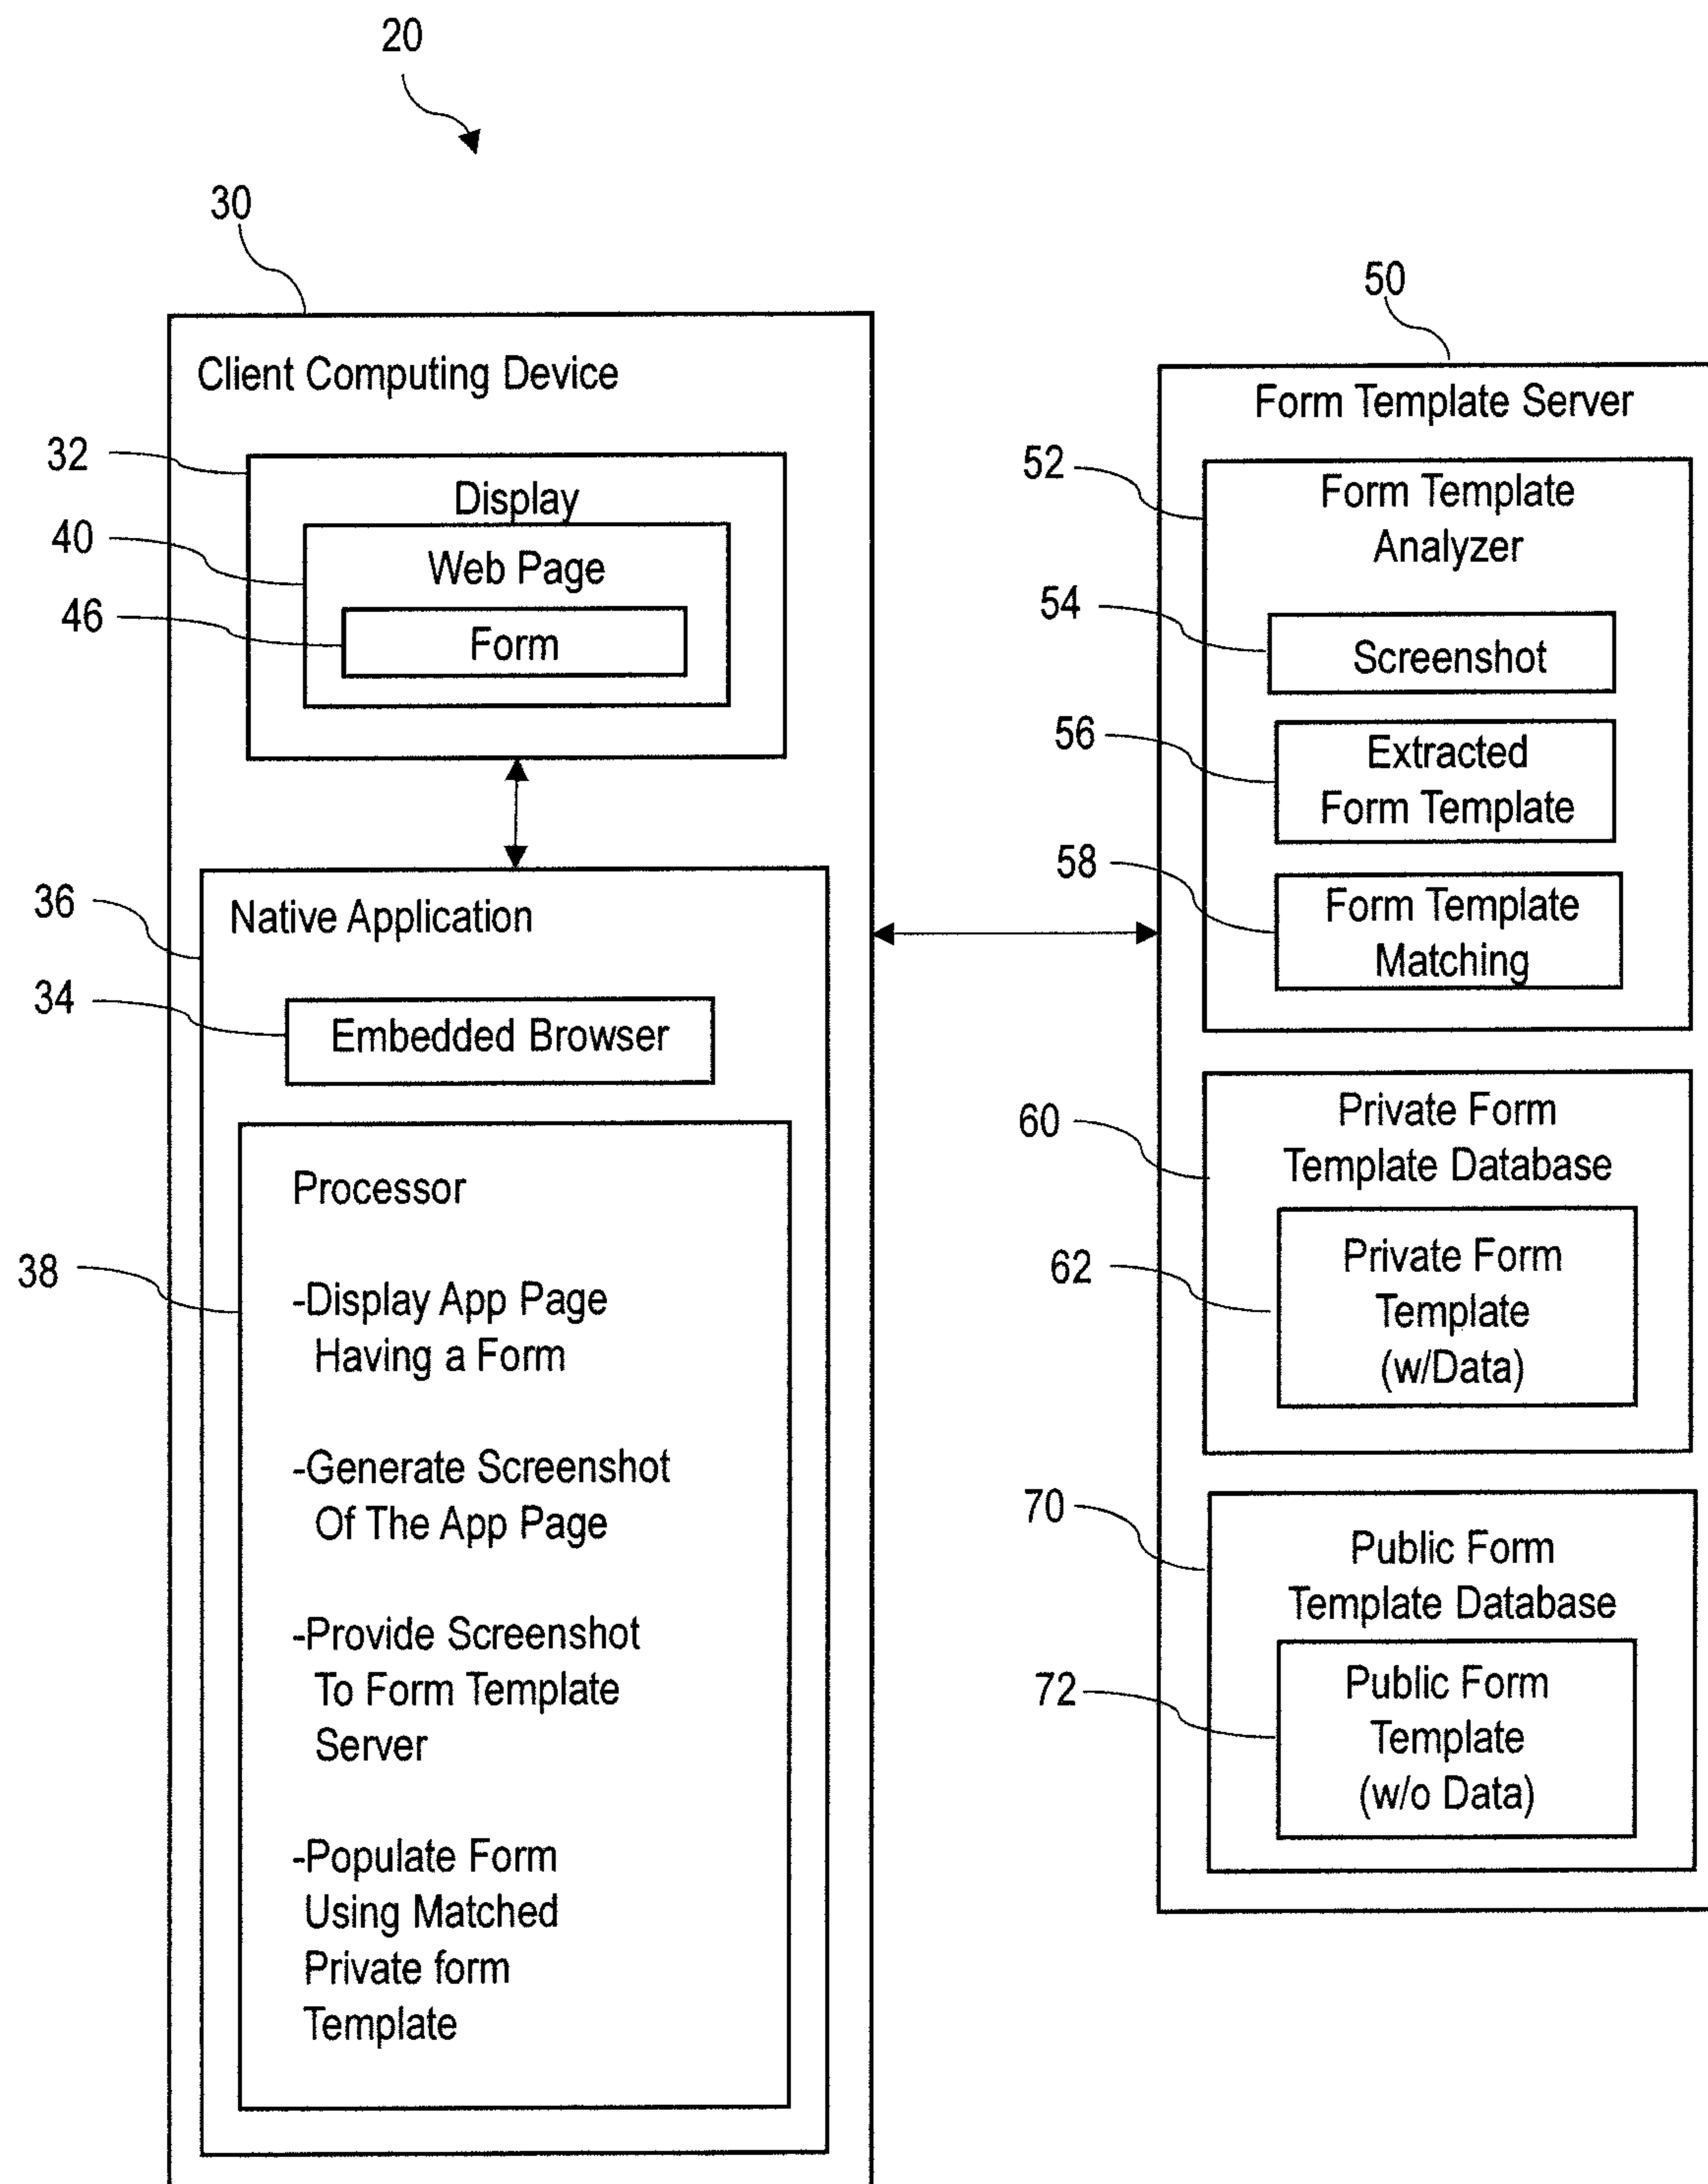 20
30
Client Computing Device
32
Display
40
Web Page
46
Form
36
Native Application
34
Embedded Browser
38
Processor
-Display App Page
Having a Form
-Generate Screenshot
Of The App Page
-Provide Screenshot
To Form Template
Server
-Populate Form
Using Matched
Private form
Template
50
Form Template Server
52
Form Template
Analyzer
54
Screenshot
56
Extracted
Form Template
58
Form Template
Matching
60
Private Form
Template Database
62
Private Form
Template
(w/Data)
70
Public Form
Template Database
72
Public Form
Template
(w/o Data)